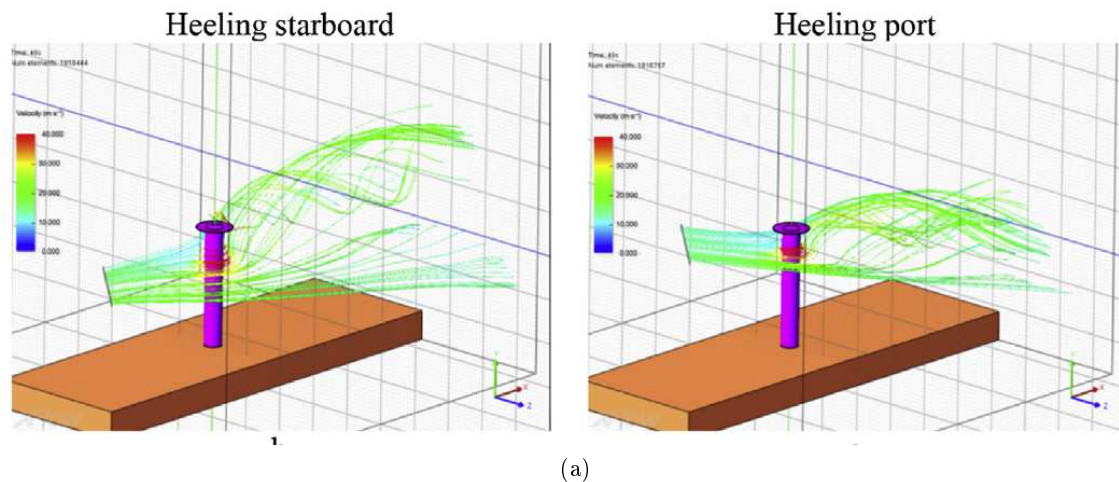 Heeling starboard
Velocity (m·s⁻¹)
40.000
30.000
20.000
10.000
0.000
Y
X
Z
Heeling port
Velocity (m·s⁻¹)
40.000
30.000
20.000
10.000
0.000
Y
X
Z
(a)